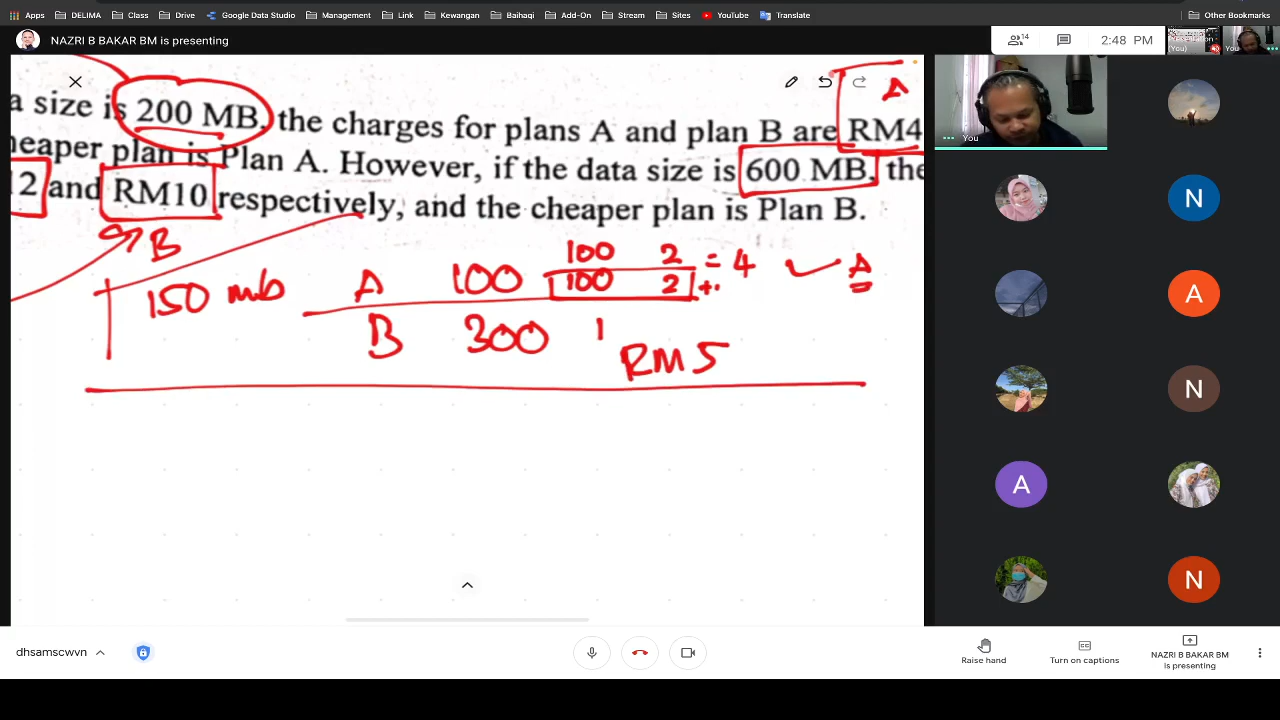 Apps DELIMA Class Drive Google Data Studio Management Link Kewangan Baihaqi Add-On Stream Sites YouTube Translate Other Bookmarks
NAZRI B BAKAR BM is presenting
14
2:48 PM
(You)
You
You
A
a size is 200 MB, the charges for plans A and plan B are RM4
heaper plan is Plan A. However, if the data size is 600 MB, the
12 and RM10 respectively, and the cheaper plan is Plan B.
B
150 mb A 100 100 2 = 4 A
100 2 +
B 300 1 RM5
N
A
N
A
N
dhsamscwvn
Raise hand
Turn on captions
NAZRI B BAKAR BM
is presenting